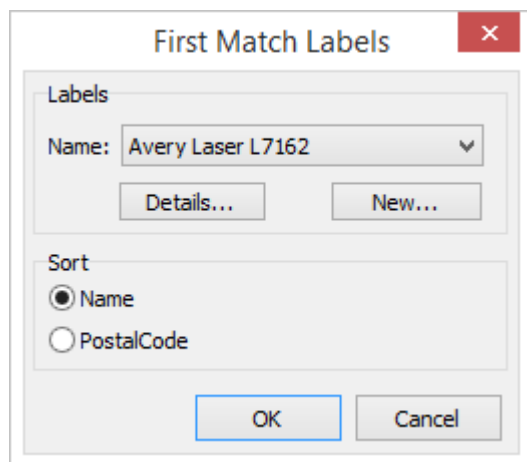 First Match Labels
Labels
Name: Avery Laser L7162
Details... New...
Sort
Name
PostalCode
OK Cancel